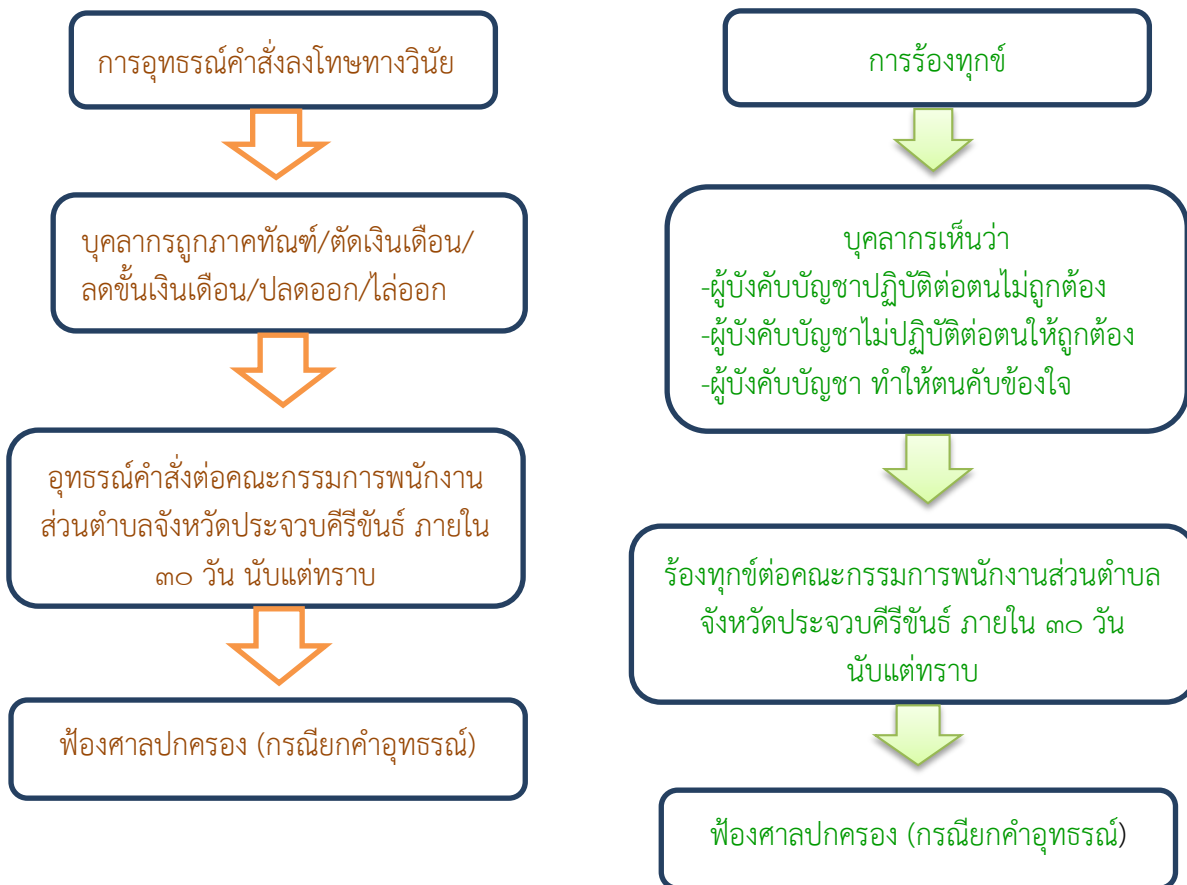 การอุทธรณ์คำสั่งลงโทษทางวินัย
บุคลากรถูกภาคทัณฑ์/ตัดเงินเดือน/
ลดขั้นเงินเดือน/ปลดออก/ไล่ออก
อุทธรณ์คำสั่งต่อคณะกรรมการพนักงาน
ส่วนตำบลจังหวัดประจวบคีรีขันธ์ ภายใน
๓๐ วัน นับแต่ทราบ
ฟ้องศาลปกครอง (กรณียกคำอุทธรณ์)
การร้องทุกข์
บุคลากรเห็นว่า
-ผู้บังคับบัญชาปฏิบัติต่อตนไม่ถูกต้อง
-ผู้บังคับบัญชาไม่ปฏิบัติต่อตนให้ถูกต้อง
-ผู้บังคับบัญชา ทำให้ตนคับข้องใจ
ร้องทุกข์ต่อคณะกรรมการพนักงานส่วนตำบล
จังหวัดประจวบคีรีขันธ์ ภายใน ๓๐ วัน
นับแต่ทราบ
ฟ้องศาลปกครอง (กรณียกคำอุทธรณ์)